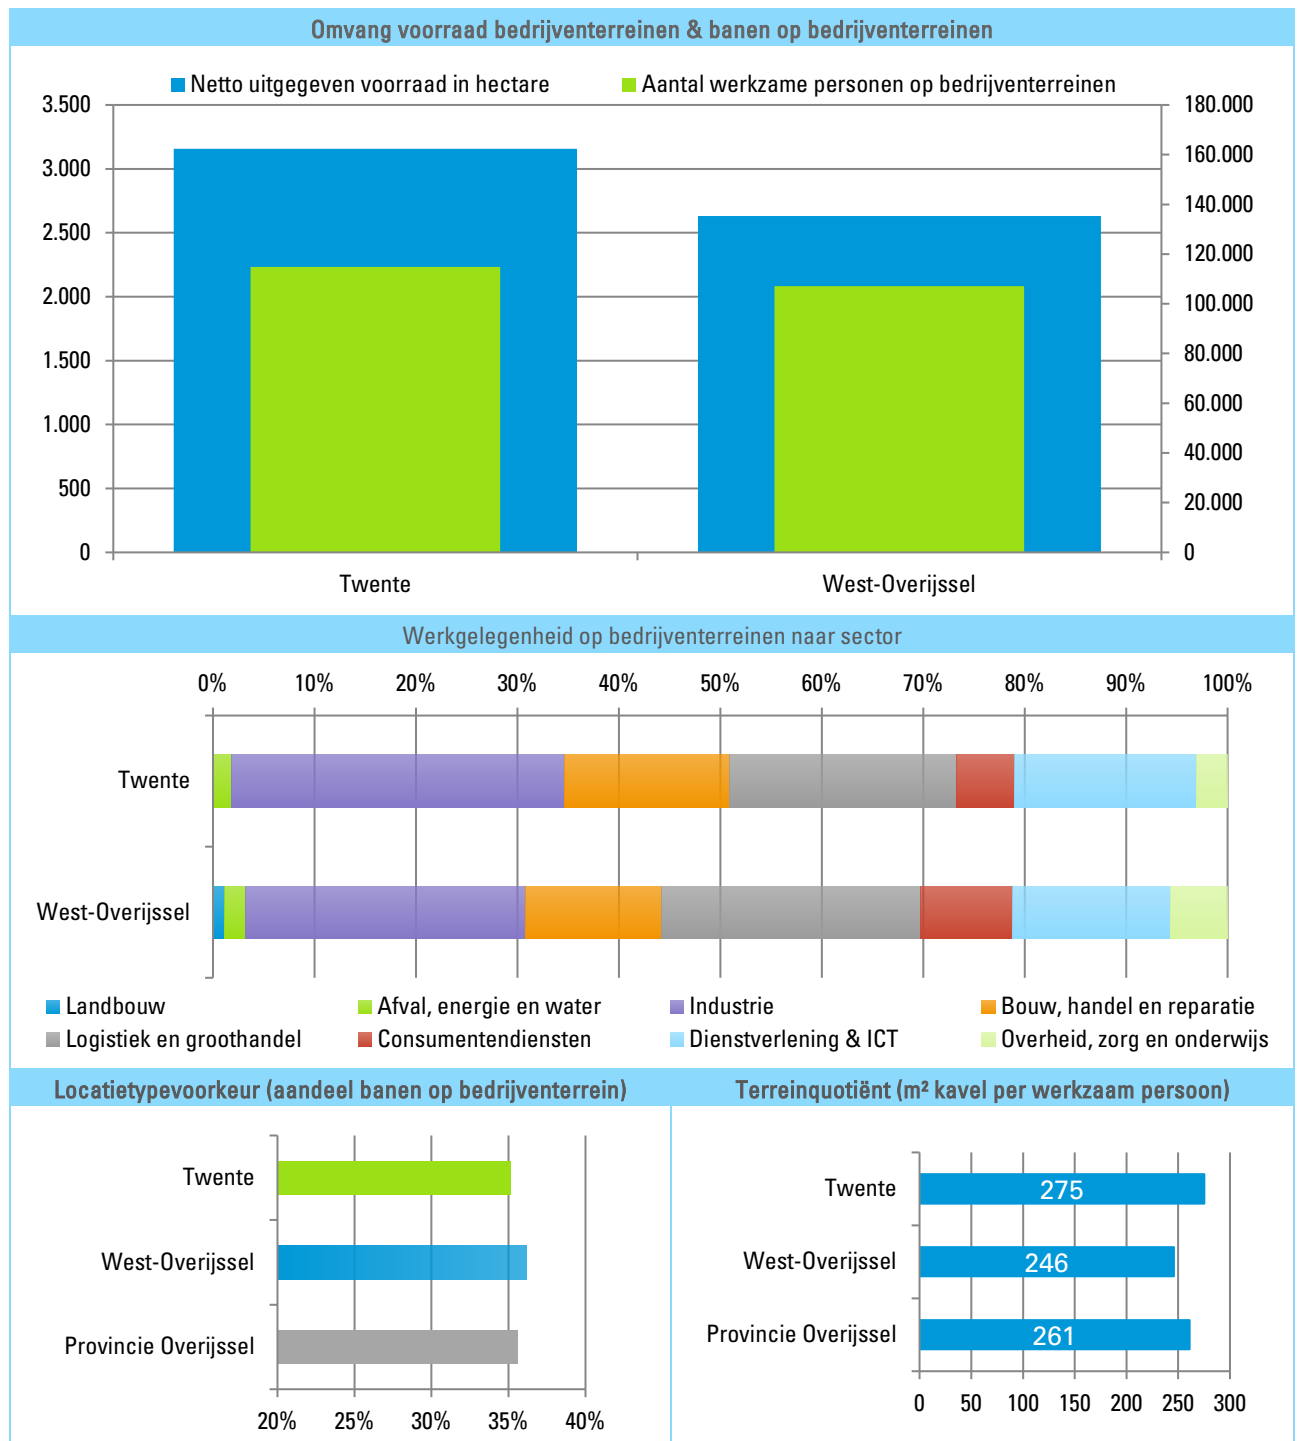 Omvang voorraad bedrijventerreinen & banen op bedrijventerreinen
Netto uitgegeven voorraad in hectare
Aantal werkzame personen op bedrijventerreinen
3.500
3.000
2.500
2.000
1.500
1.000
500
0
180.000
160.000
140.000
120.000
100.000
80.000
60.000
40.000
20.000
0
Twente
West-Overijssel
Werkgelegenheid op bedrijventerreinen naar sector
0% 10% 20% 30% 40% 50% 60% 70% 80% 90% 100%
Twente
West-Overijssel
Landbouw
Afval, energie en water
Industrie
Bouw, handel en reparatie
Logistiek en groothandel
Consumentendiensten
Dienstverlening & ICT
Overheid, zorg en onderwijs
Locatietypevoorkeur (aandeel banen op bedrijventerrein)
Twente
West-Overijssel
Provincie Overijssel
20% 25% 30% 35% 40%
Terreinquotiënt (m² kavel per werkzaam persoon)
Twente 275
West-Overijssel 246
Provincie Overijssel 261
0 50 100 150 200 250 300